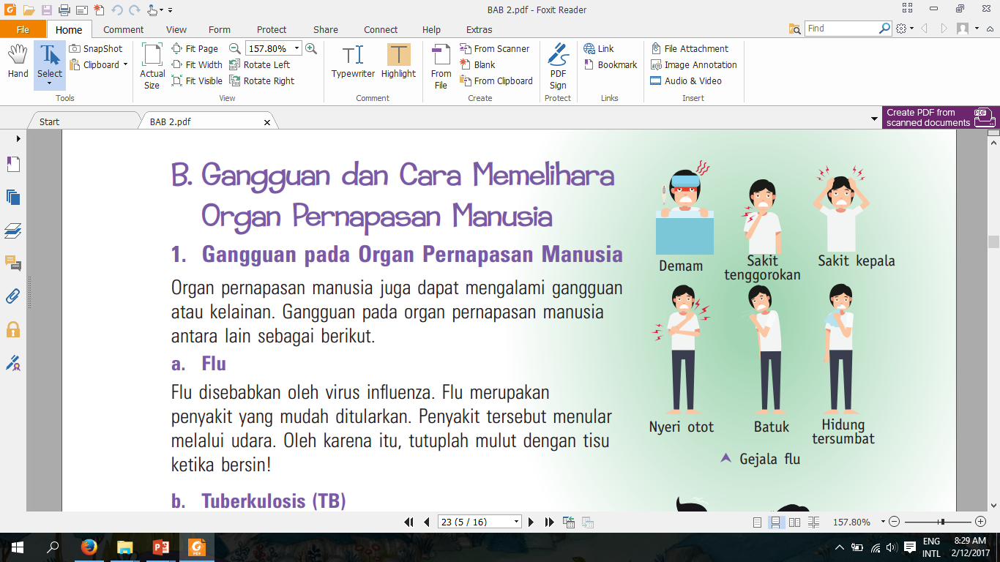 BAB 2.pdf - Foxit Reader
File Home Comment View Form Protect Share Connect Help Extras Find
Hand
Select
SnapShot
Clipboard
Tools
Actual
Size
Fit Page
Fit Width
Fit Visible
157.80%
Rotate Left
Rotate Right
View
Typewriter
Highlight
Comment
From
File
From Scanner
Blank
From Clipboard
Create
PDF
Sign
Protect
Link
Bookmark
Links
File Attachment
Image Annotation
Audio & Video
Insert
Start
BAB 2.pdf
Create PDF from
scanned documents
PDF
B. Gangguan dan Cara Memelihara
Organ Pernapasan Manusia
1. Gangguan pada Organ Pernapasan Manusia
Organ pernapasan manusia juga dapat mengalami gangguan
atau kelainan. Gangguan pada organ pernapasan manusia
antara lain sebagai berikut.
a. Flu
Flu disebabkan oleh virus influenza. Flu merupakan
penyakit yang mudah ditularkan. Penyakit tersebut menular
melalui udara. Oleh karena itu, tutuplah mulut dengan tisu
ketika bersin!
b. Tuberkulosis (TB)
Demam
Sakit
tenggorokan
Sakit kepala
Nyeri otot
Batuk
Hidung
tersumbat
Gejala flu
23 (5 / 16)
157.80%
ENG
INTL
8:29 AM
2/12/2017